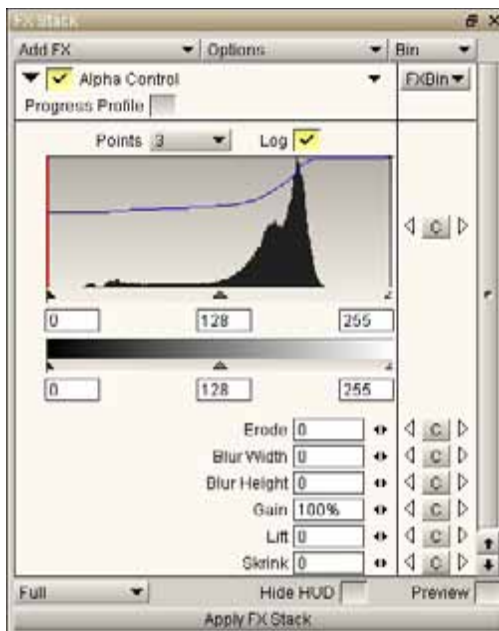 FX Stack
Add FX Options Bin
Alpha Control FXBin
Progress Profile
Points 3 Log
C
0 128 255
0 128 255
Erode 0 C
Blur Width 0 C
Blur Height 0 C
Gain 100% C
Lift 0 C
Skrink 0 C
Full Hide HUD Preview
Apply FX Stack